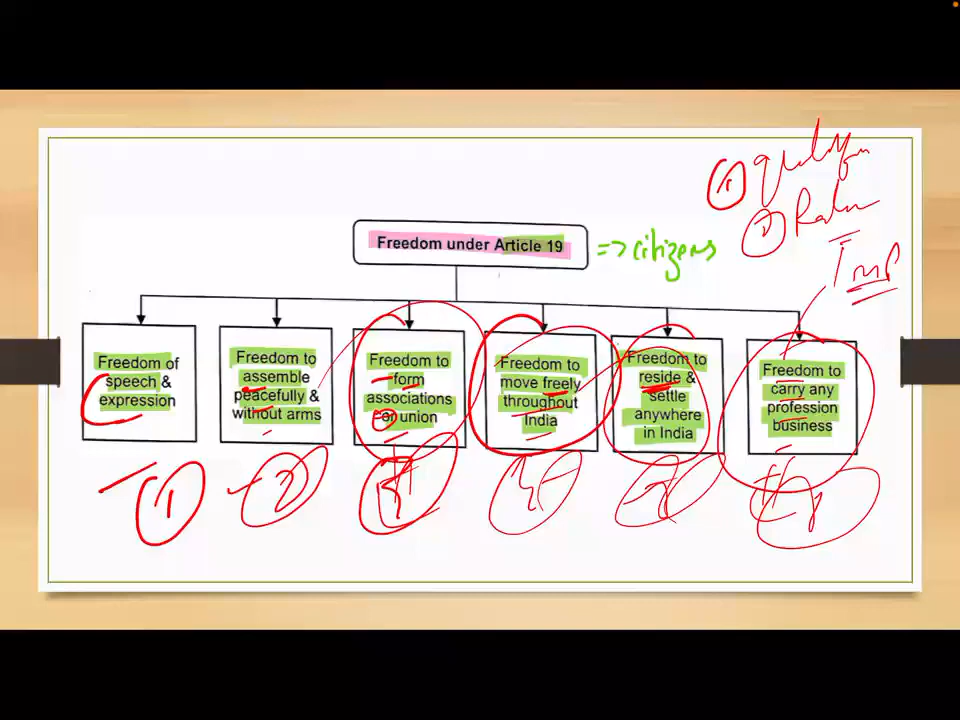 Freedom under Article 19
=> citizens
Freedom of
speech &
expression
Freedom to
assemble
peacefully &
without arms
Freedom to
form
associations
or union
Freedom to
move freely
throughout
India
Freedom to
reside &
settle
anywhere
in India
Freedom to
carry any
profession
business
Imp
1
2